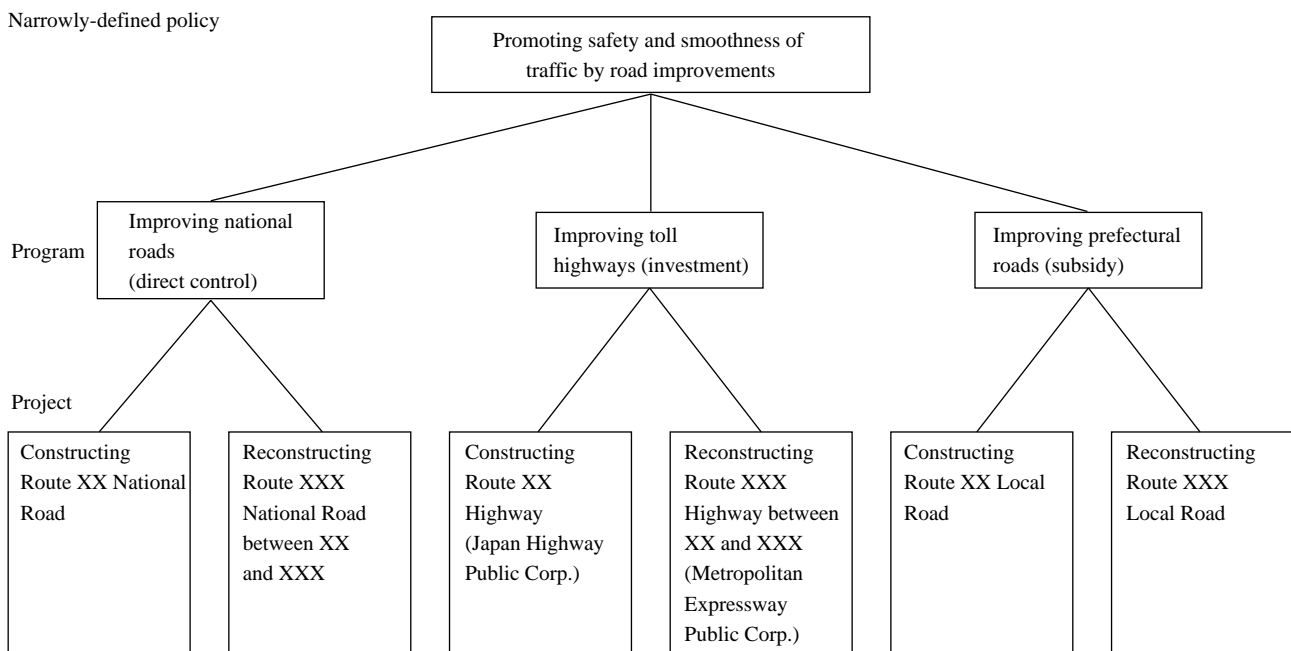 Narrowly-defined policy
Promoting safety and smoothness of
traffic by road improvements
Program
Improving national
roads
(direct control)
Improving toll
highways (investment)
Improving prefectural
roads (subsidy)
Project
Constructing
Route XX National
Road
Reconstructing
Route XXX
National Road
between XX
and XXX
Constructing
Route XX
Highway
(Japan Highway
Public Corp.)
Reconstructing
Route XXX
Highway between
XX and XXX
(Metropolitan
Expressway
Public Corp.)
Constructing
Route XX Local
Road
Reconstructing
Route XXX
Local Road